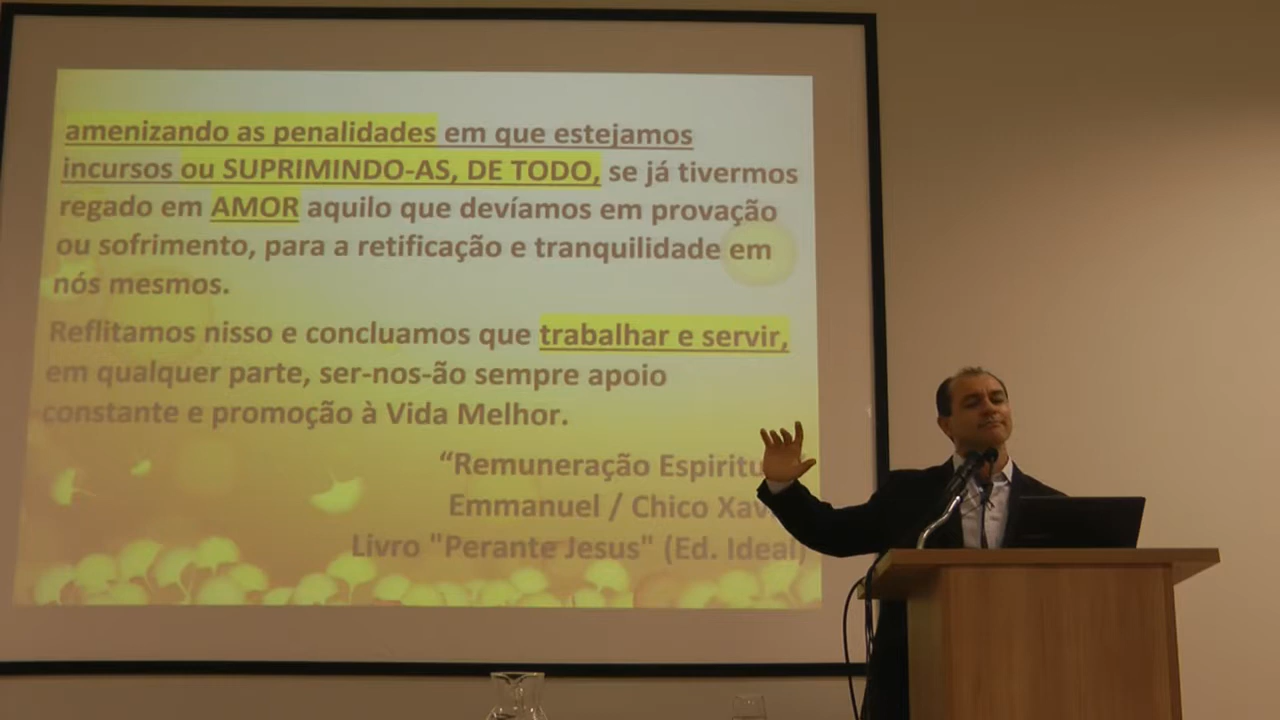 amenizando as penalidades em que estejamos
incursos ou SUPRIMINDO-AS, DE TODO, se já tivermos
regado em AMOR aquilo que devíamos em provação
ou sofrimento, para a retificação e tranquilidade em
nós mesmos.
Reflitamos nisso e concluamos que trabalhar e servir,
em qualquer parte, ser-nos-ão sempre apoio
constante e promoção à Vida Melhor.
“Remuneração
Emmanuel / Chico
Livro "Perante Jesus" (Ed. Ideal)